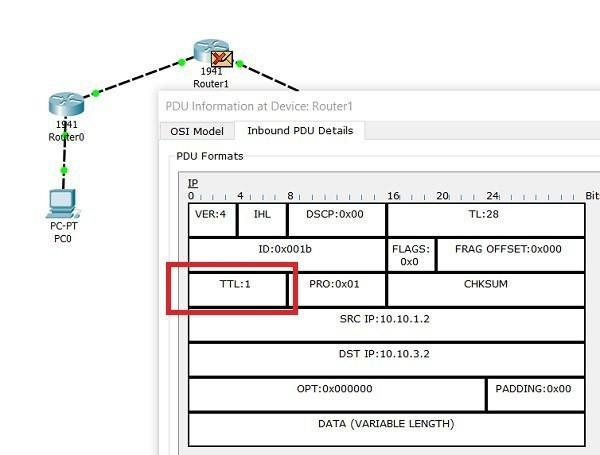 1941
Router1
1941
Router0
PC-PT
PC0
PDU Information at Device: Router1
OSI Model Inbound PDU Details
PDU Formats
IP
0 4 8 16 20 24 Bits
VER:4 IHL DSCP:0x00 TL:28
ID:0x001b FLAGS: 0x0 FRAG OFFSET:0x000
TTL:1 PRO:0x01 CHKSUM
SRC IP:10.10.1.2
DST IP:10.10.3.2
OPT:0x000000 PADDING:0x00
DATA (VARIABLE LENGTH)